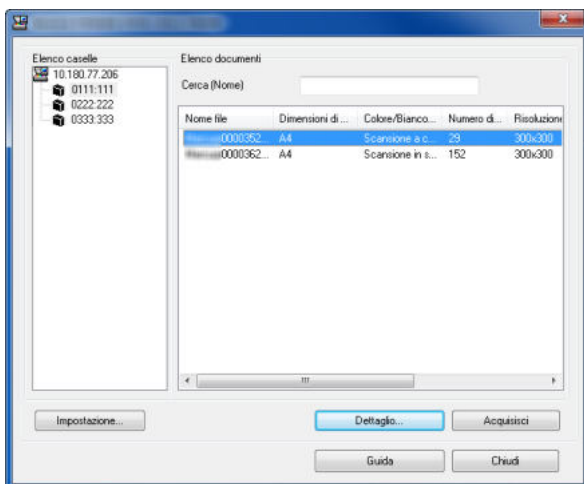 Elenco caselle
10.180.77.206
0111:111
0222:222
0333:333
Elenco documenti
Cerca (Nome)
Nome file Dimensioni di ... Colore/Bianco... Numero di... Risoluzione
0000352... A4 Scansione a c... 29 300x300
0000362... A4 Scansione in s... 152 300x300
Impostazione... Dettaglio... Acquisisci
Guida Chiudi